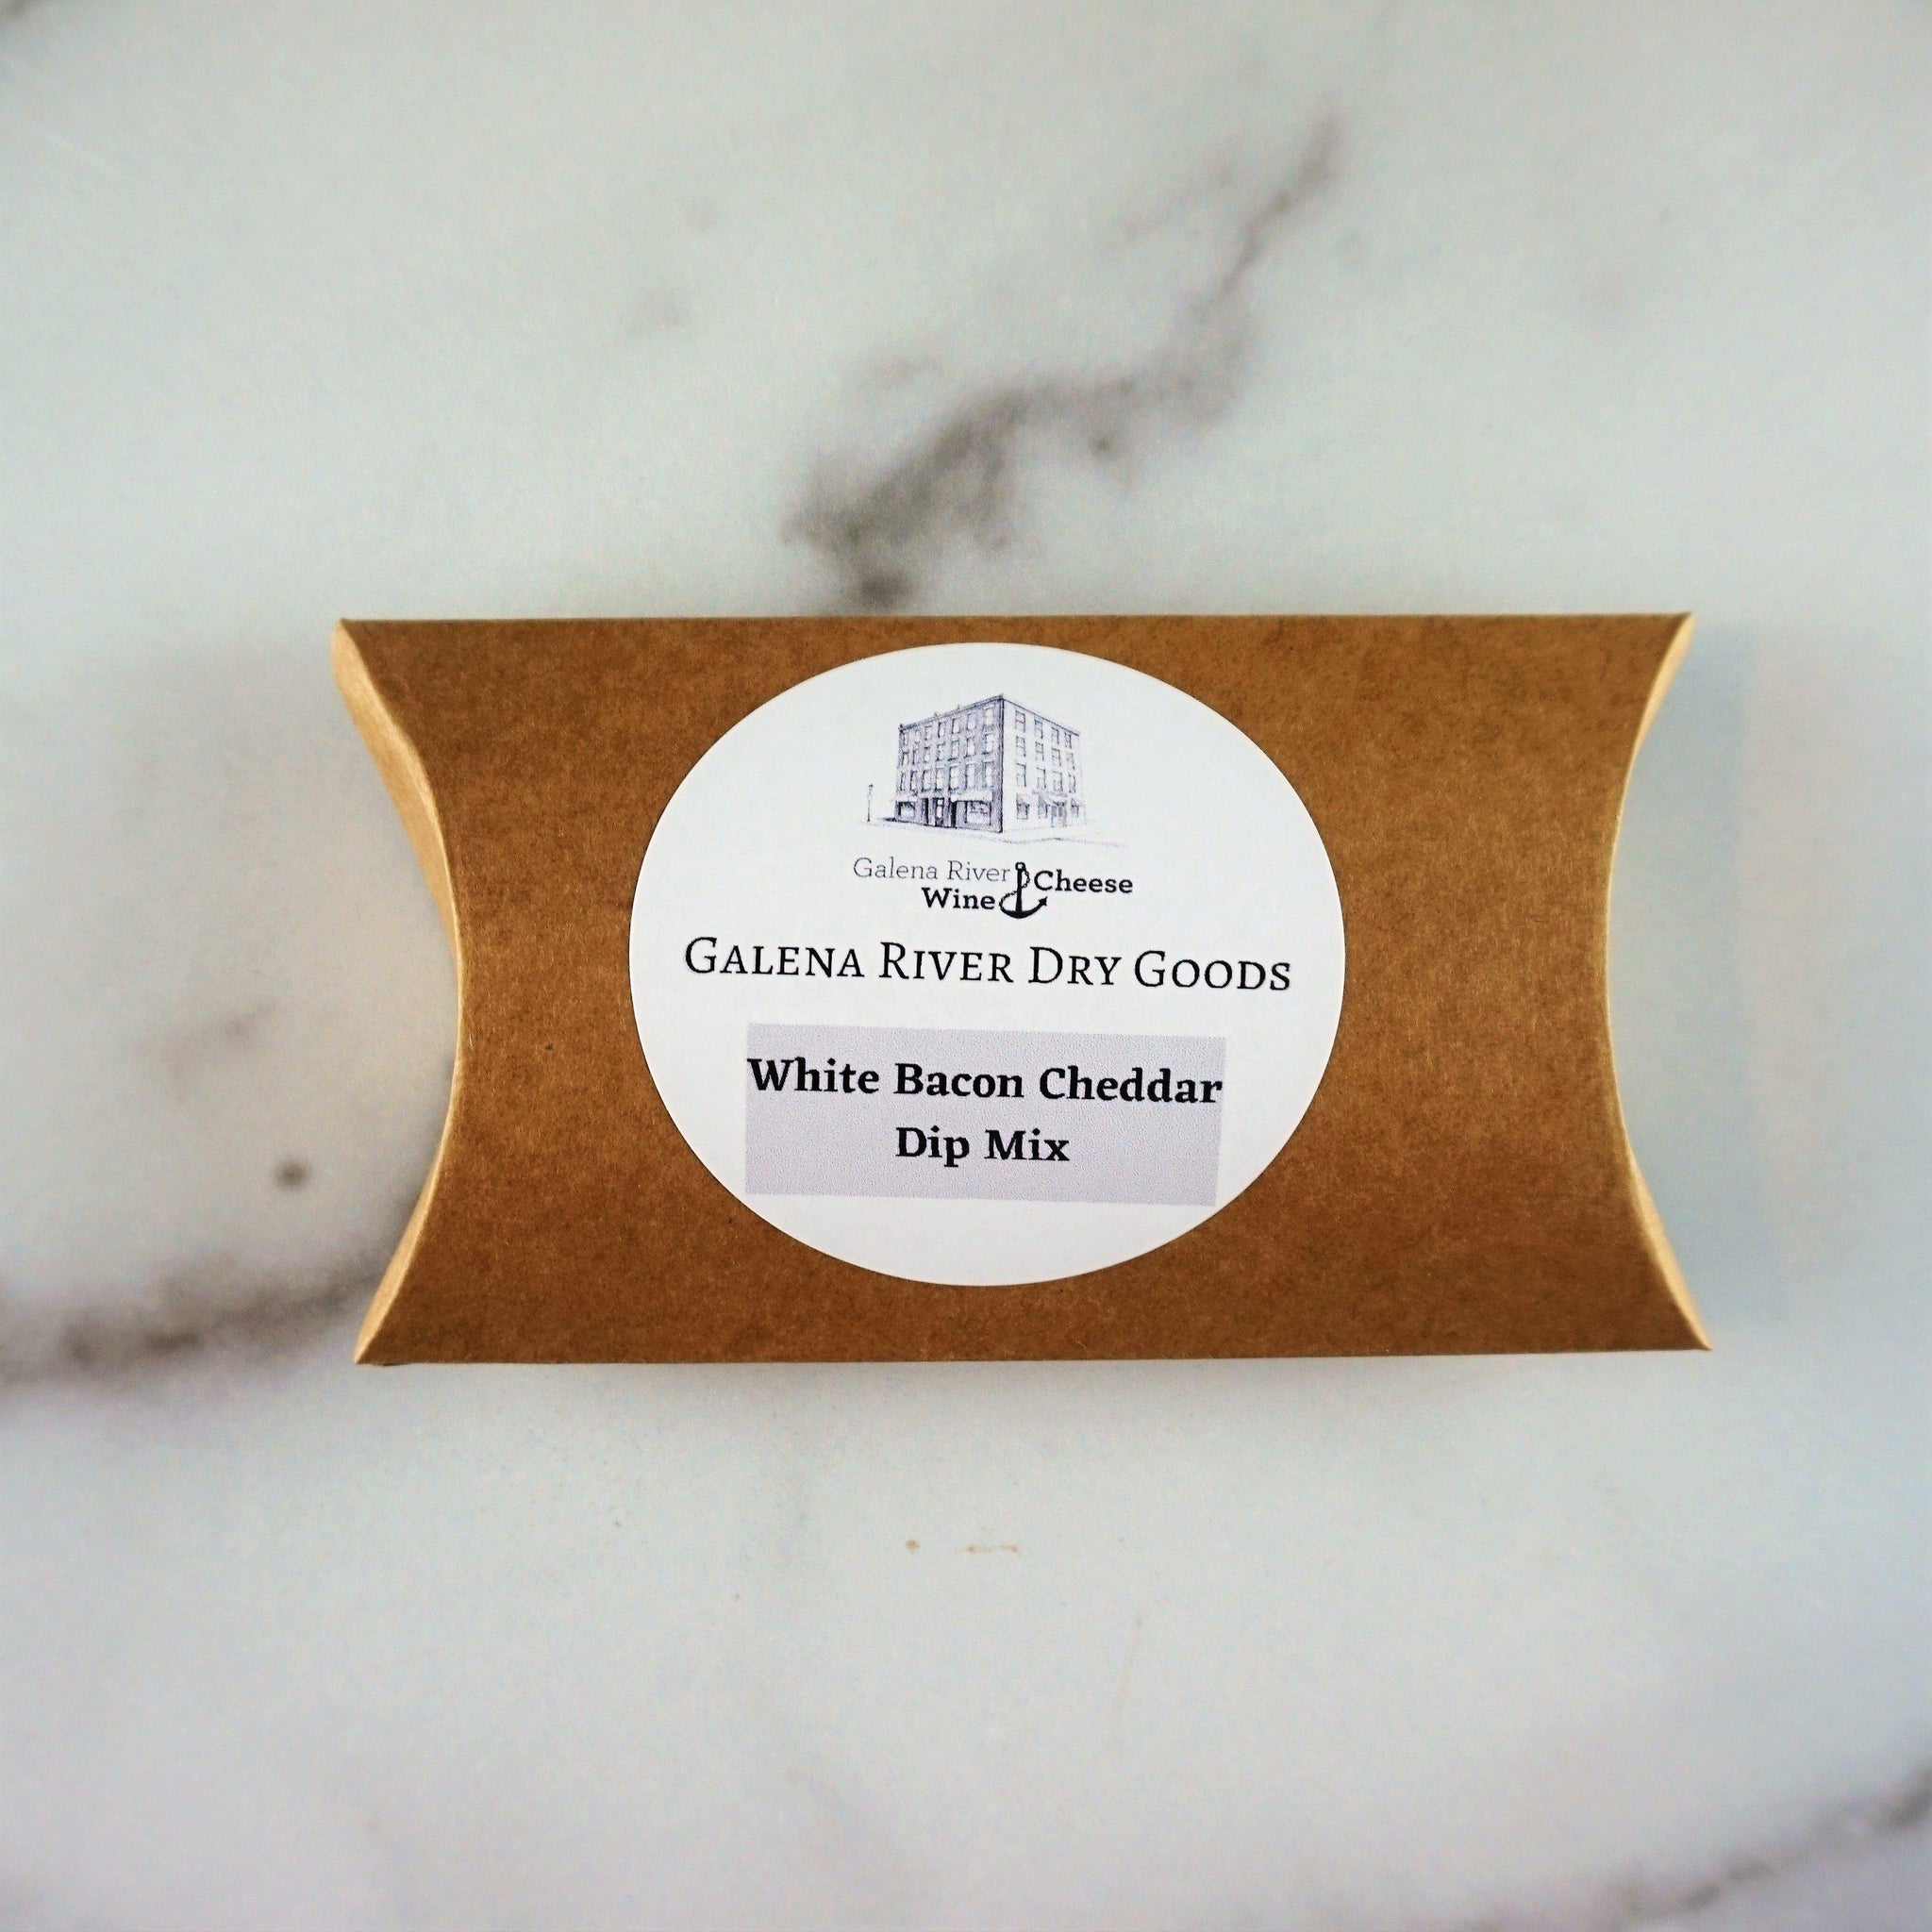 Galena River Cheese
Wine
Galena River Dry Goods
White Bacon Cheddar
Dip Mix